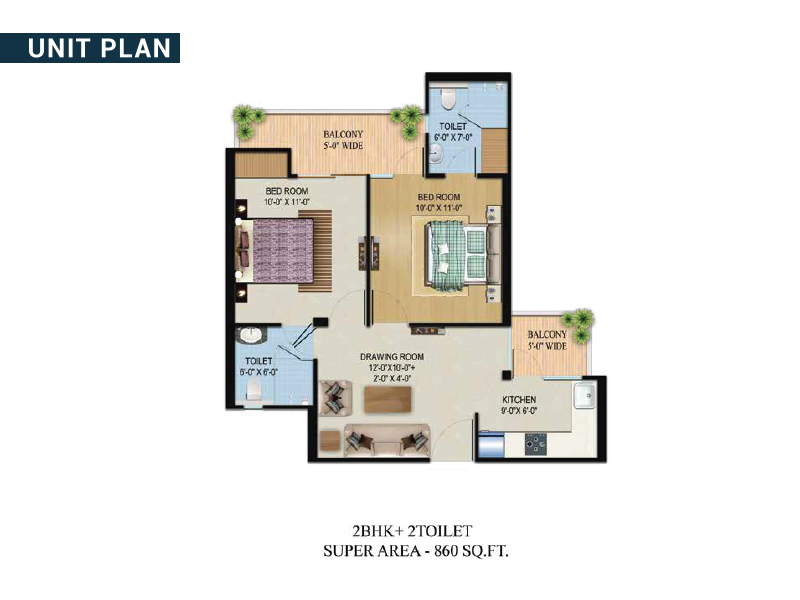 UNIT PLAN
TOILET
6'-0" X 7'-0"
BALCONY
5'-0" WIDE
BED ROOM
10'-0" X 11'-0"
BED ROOM
10'-0" X 11'-0"
BALCONY
5'-0" WIDE
TOILET
6'-0" X 6'-0"
DRAWING ROOM
12'-0"X16'-0"+
2'-0" X 4'-0"
KITCHEN
9'-0"X 6'-0"
2BHK+ 2TOILET
SUPER AREA - 860 SQ.FT.